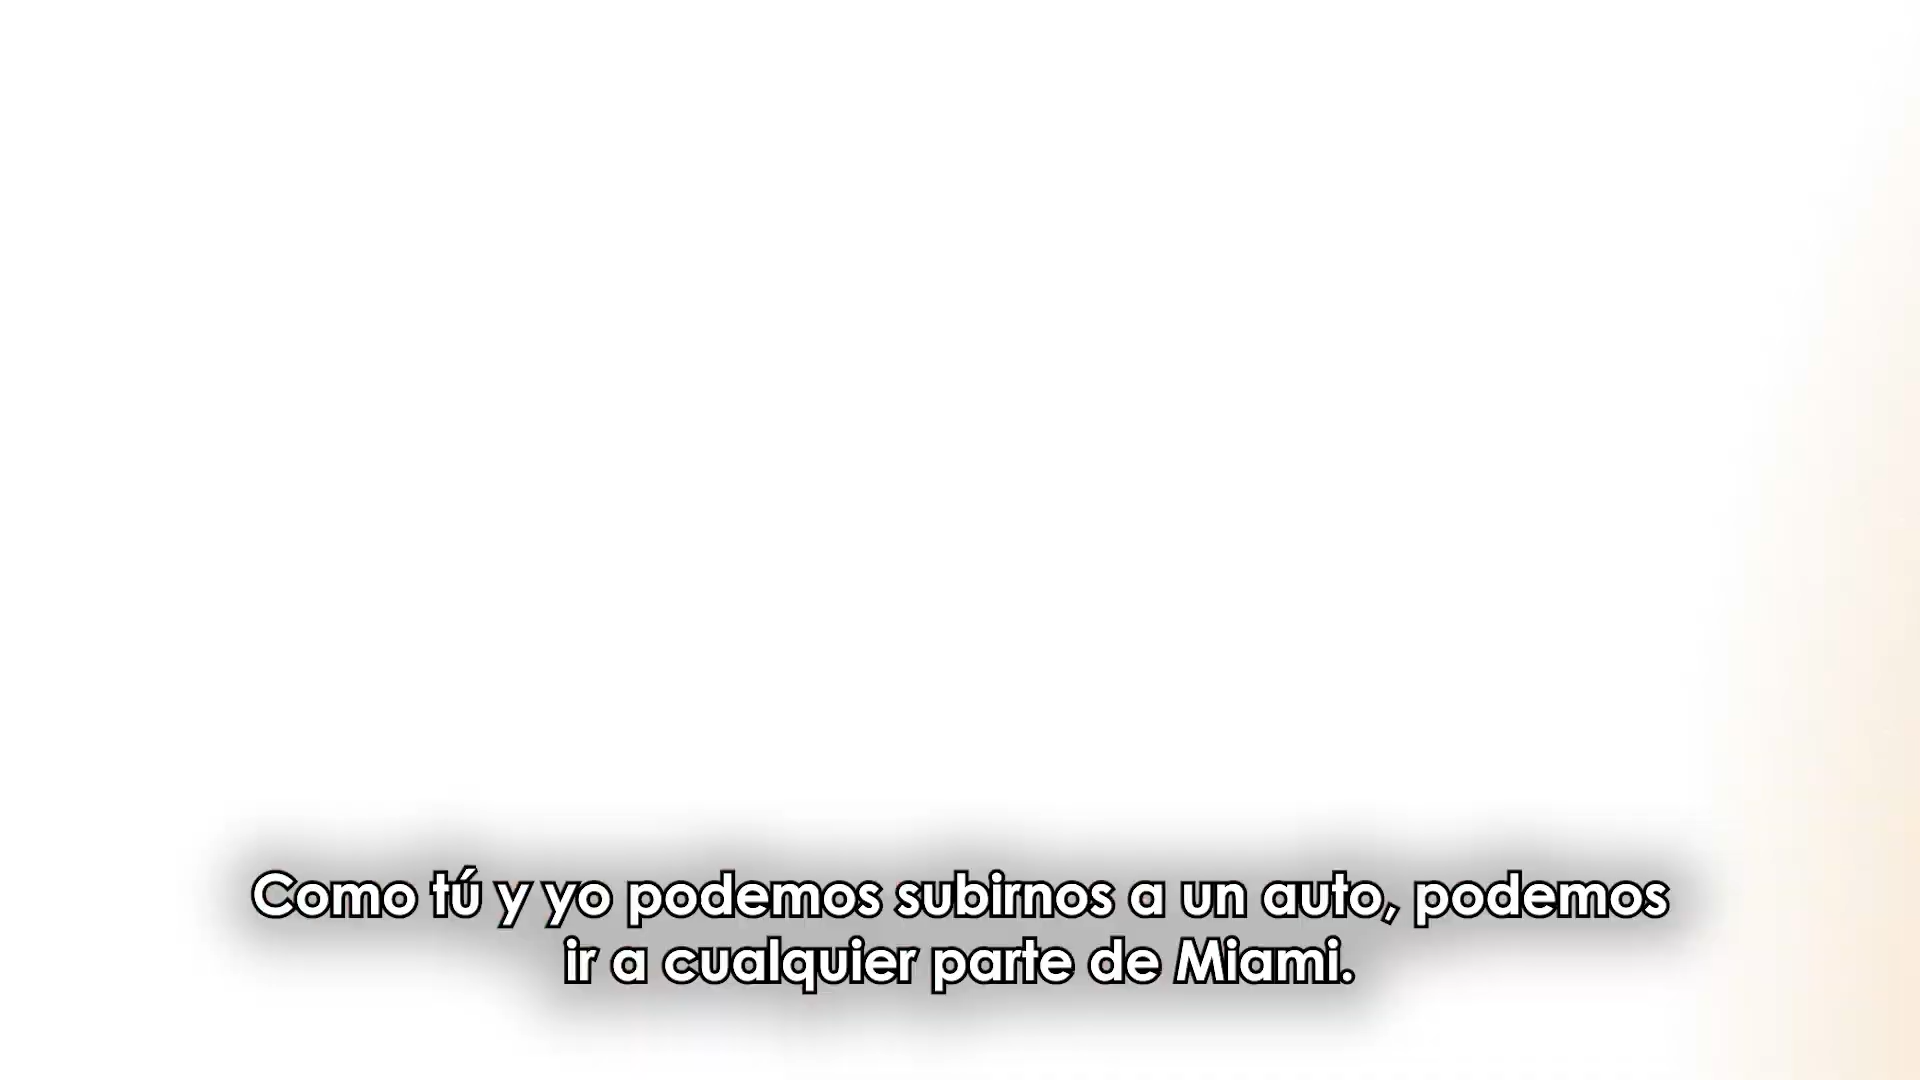 Como tú y yo podemos subirnos a un auto, podemos
ir a cualquier parte de Miami.